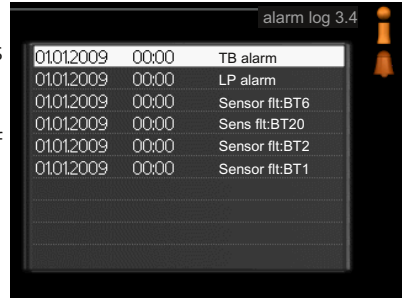 alarm log 3.4
01.01.2009 00:00 TB alarm
01.01.2009 00:00 LP alarm
01.01.2009 00:00 Sensor flt:BT6
01.01.2009 00:00 Sens flt:BT20
01.01.2009 00:00 Sensor flt:BT2
01.01.2009 00:00 Sensor flt:BT1